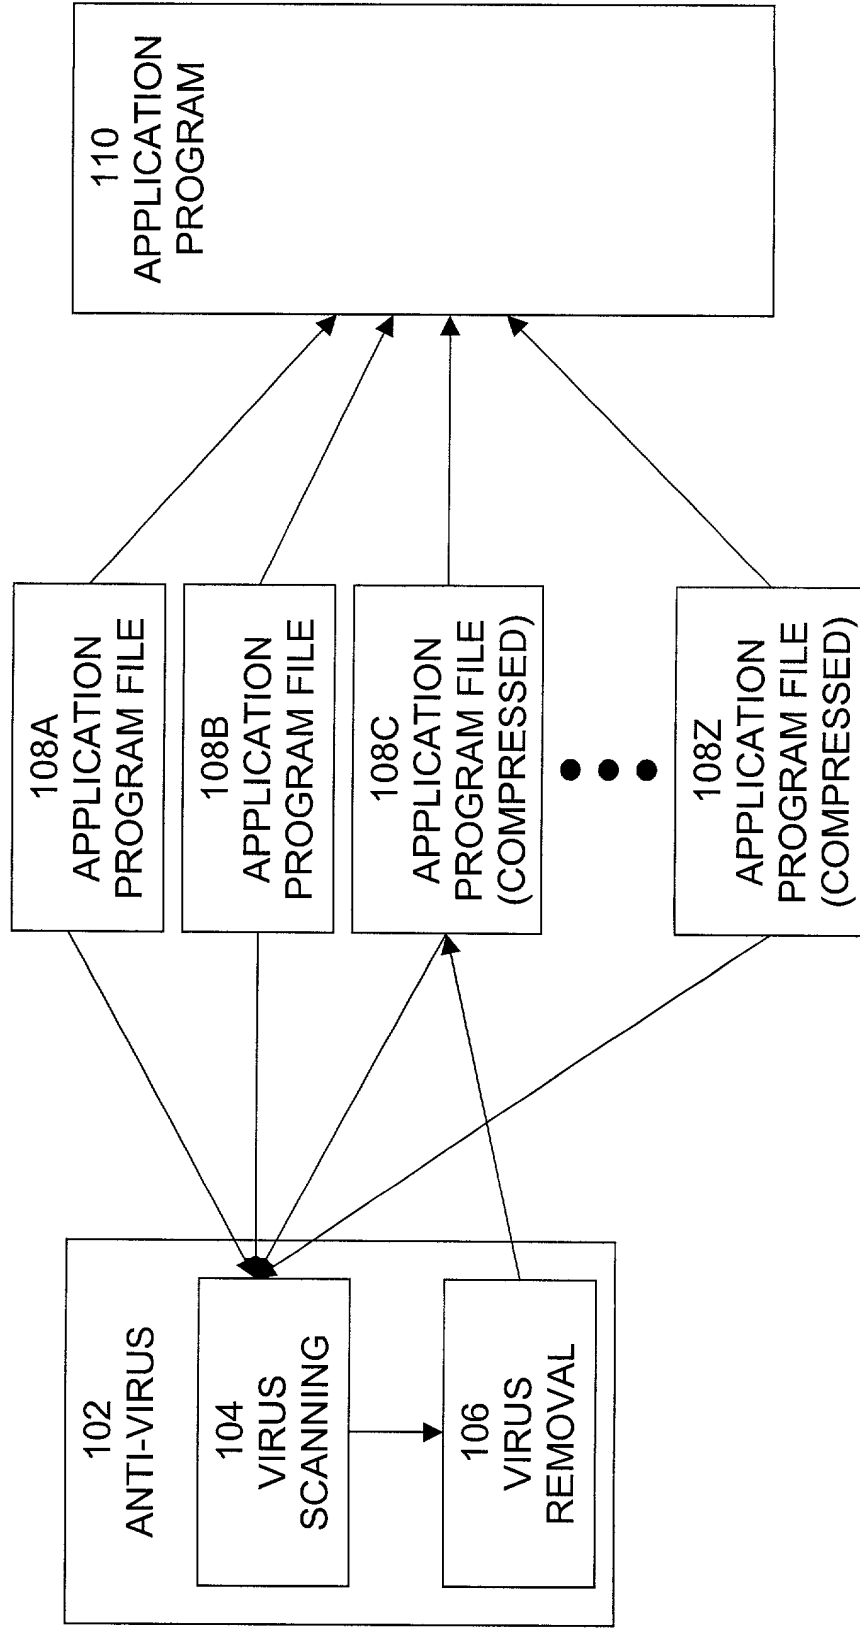 102
ANTI-VIRUS
104
VIRUS
SCANNING
106
VIRUS
REMOVAL
108A
APPLICATION
PROGRAM FILE
108B
APPLICATION
PROGRAM FILE
108C
APPLICATION
PROGRAM FILE
(COMPRESSED)
108Z
APPLICATION
PROGRAM FILE
(COMPRESSED)
110
APPLICATION
PROGRAM